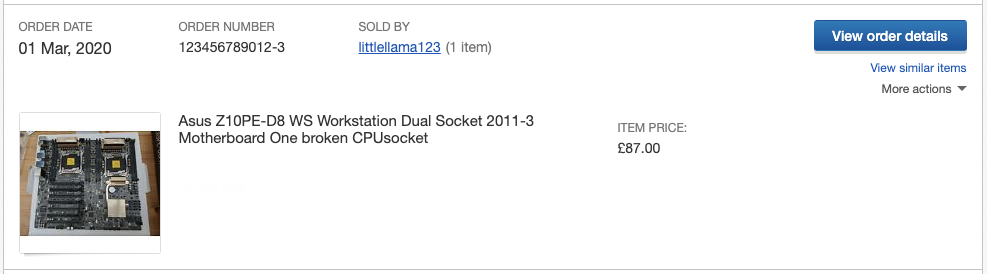 ORDER DATE
01 Mar, 2020
ORDER NUMBER
123456789012-3
SOLD BY
littlellama123 (1 item)
View order details
View similar items
More actions
Asus Z10PE-D8 WS Workstation Dual Socket 2011-3
Motherboard One broken CPUsocket
ITEM PRICE:
£87.00